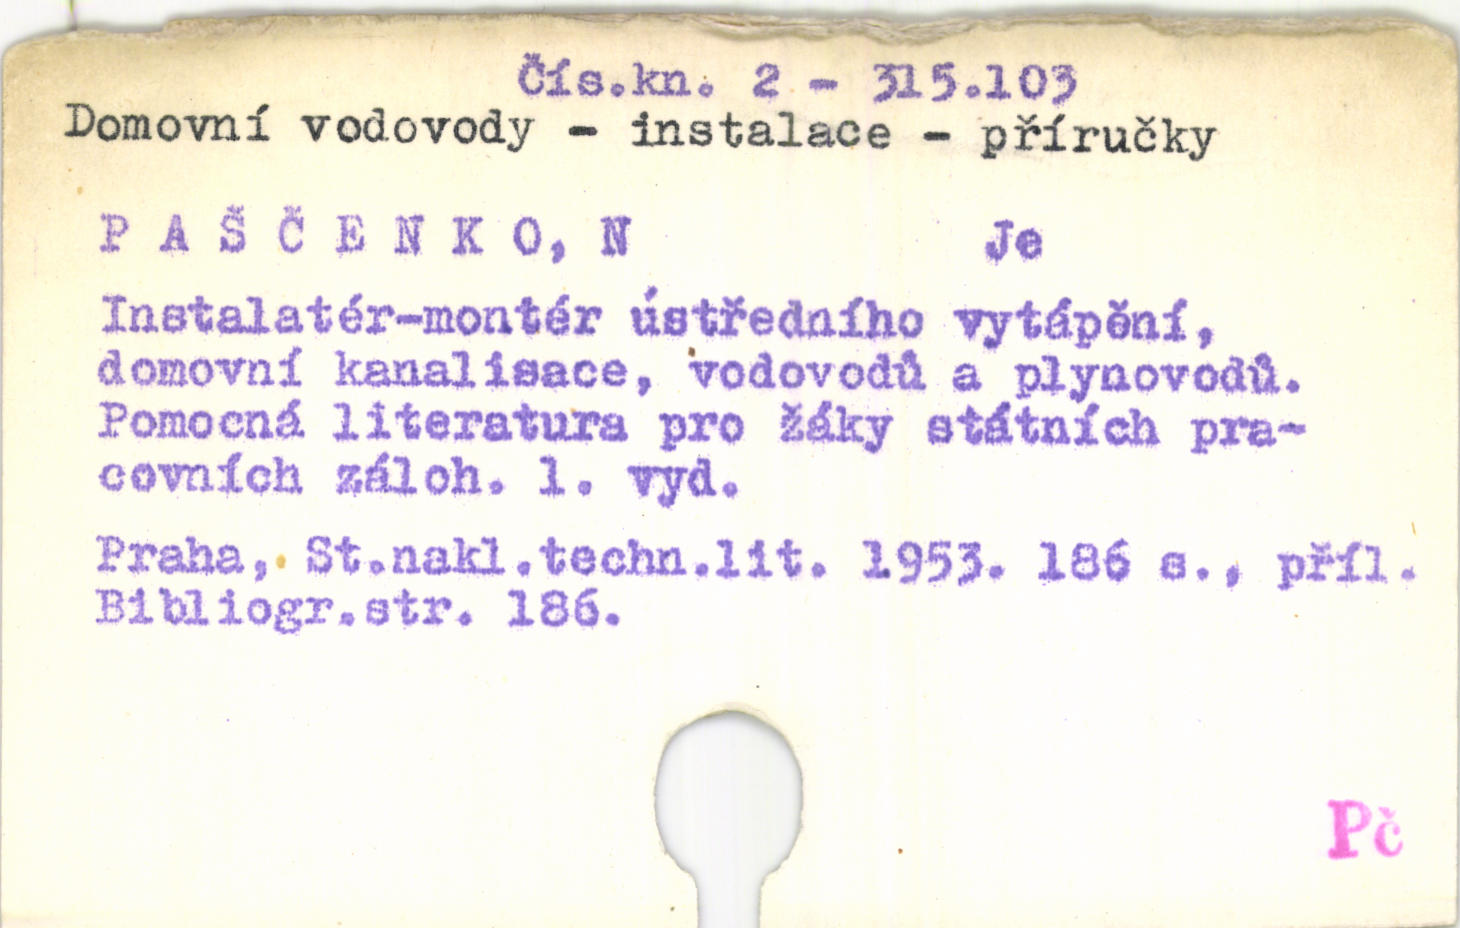 Čís.kn. 2 - 315.103
Domovní vodovody - instalace - příručky
P A Š Č E N K O, N Je
Instalatér-montér ústředního vytápění,
domovní kanalisace, vodovodů a plynovodů.
Pomocná literatura pro žáky státních pra-
covních záloh. 1. vyd.
Praha, St.nakl.techn.lit. 1953. 186 s., příl.
Bibliogr.str. 186.
Pč